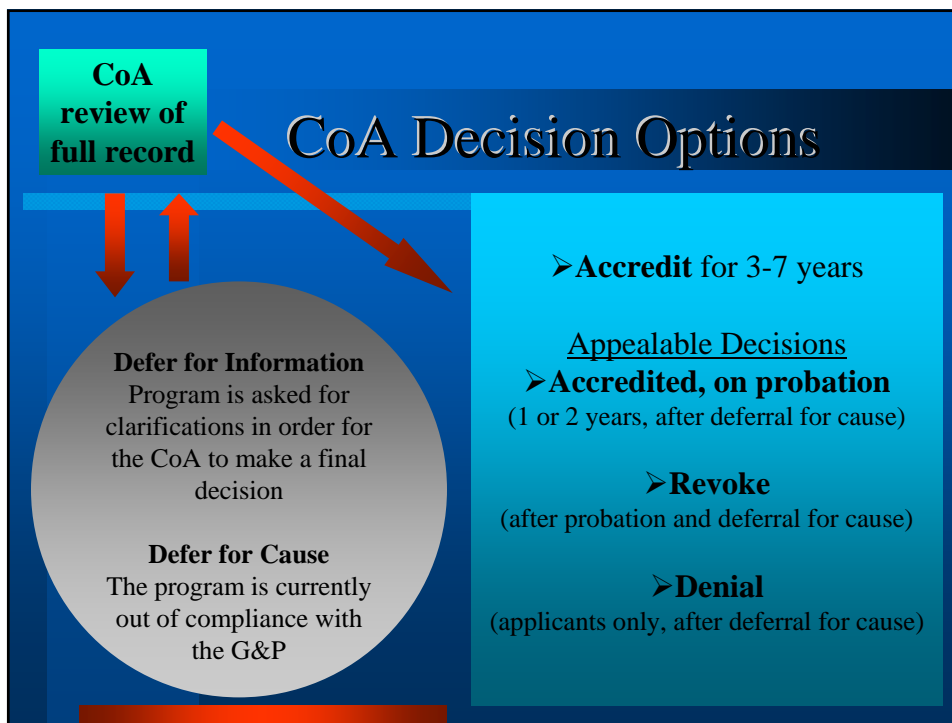 CoA
review of
full record
CoA Decision Options
Defer for Information
Program is asked for
clarifications in order for
the CoA to make a final
decision
Defer for Cause
The program is currently
out of compliance with
the G&P
➢Accredit for 3-7 years
Appealable Decisions
➢Accredited, on probation
(1 or 2 years, after deferral for cause)
➢Revoke
(after probation and deferral for cause)
➢Denial
(applicants only, after deferral for cause)